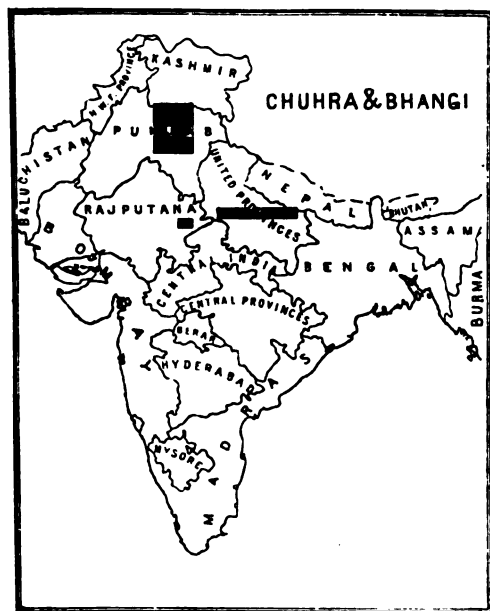 KASHMIR
N.W.F. PROVINCE
CHUHRA & BHANGI
PUNJAB
BALUCHISTAN
UNITED PROVINCES
NEPAL
BHUTAN
RAJPUTANA
ASSAM
CENTRAL INDIA
BENGAL
BURMA
BOMBAY
CENTRAL PROVINCES
BERAR
HYDERABAD
MADRAS
MYSORE